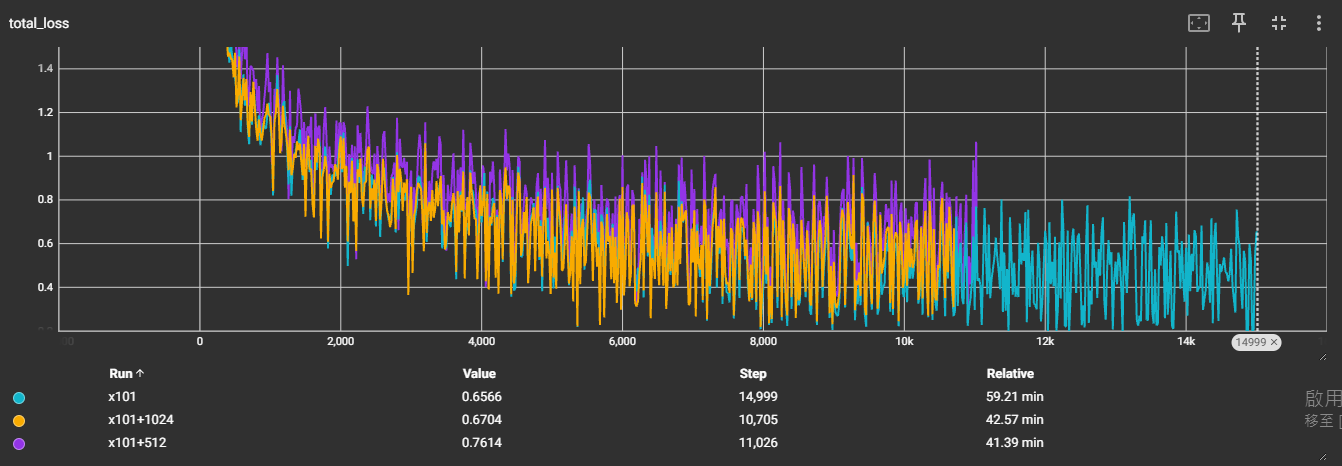 total_loss
1.4
1.2
1
0.8
0.6
0.4
0.2
0 2,000 4,000 6,000 8,000 10k 12k 14k 14999 ×
Run ↑ Value Step Relative
x101 0.6566 14,999 59.21 min
x101+1024 0.6704 10,705 42.57 min
x101+512 0.7614 11,026 41.39 min
啟用
移至 [